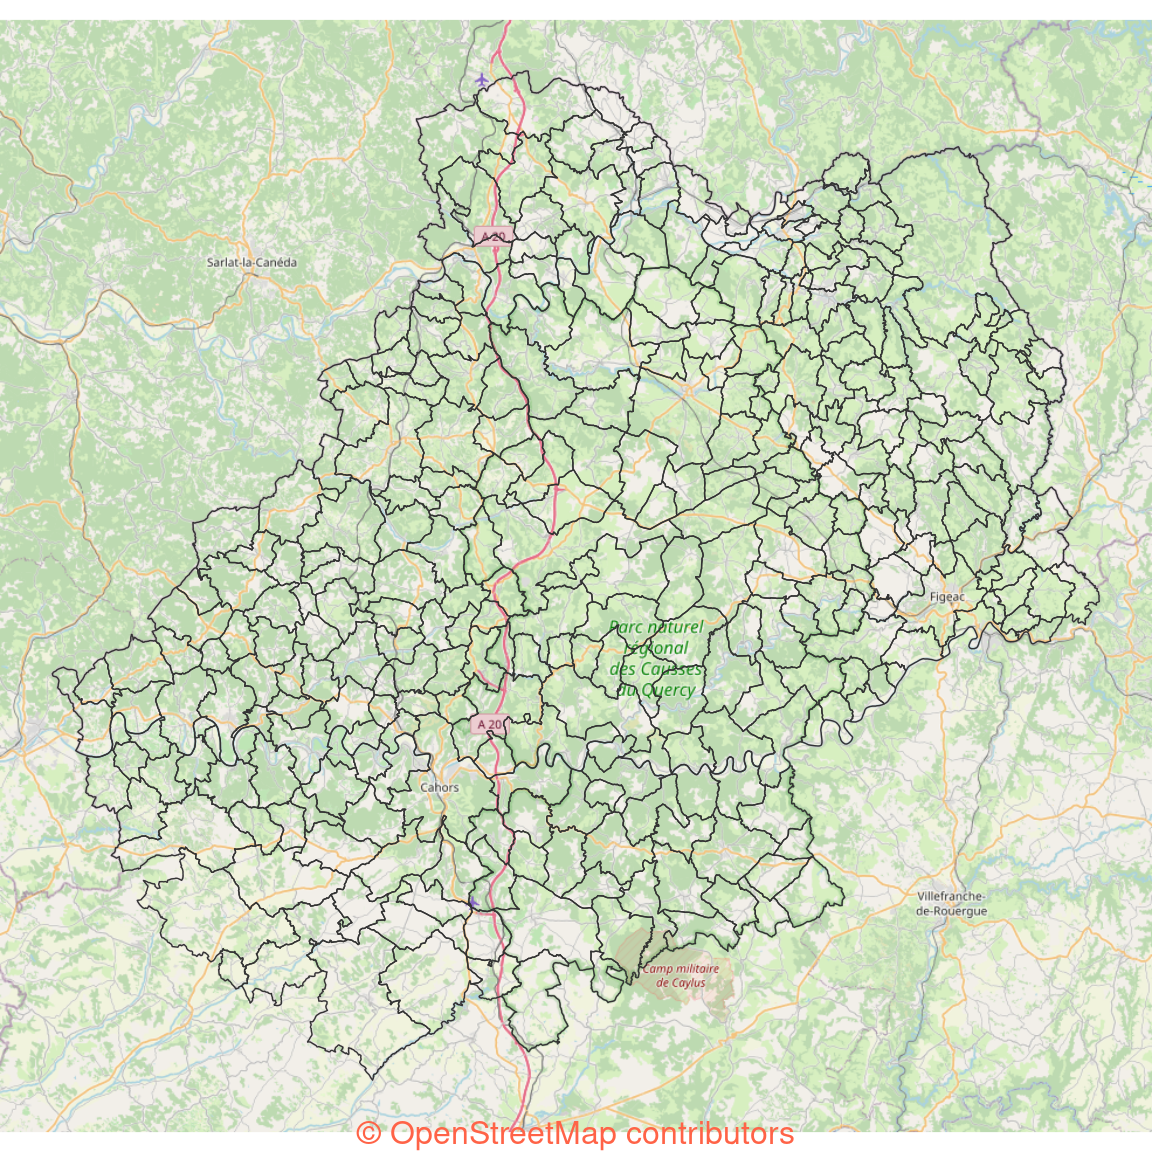 A 20
Sarlat-la-Canéda
Figeac
Parc naturel
régional
des Causses
du Quercy
A 20
Cahors
Villefranche-
de-Rouergue
Camp militaire
de Caylus
© OpenStreetMap contributors